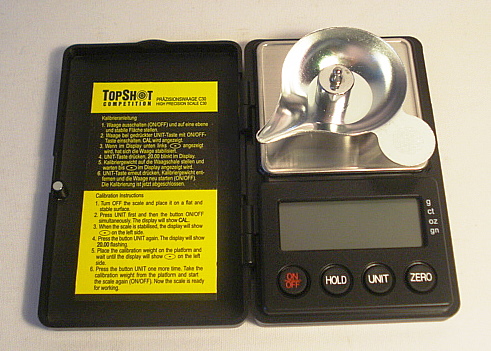 TOPSHOT
COMPETITION
PRÄZISIONSWAAGE C30
HIGH PRECISION SCALE C30
Kalibrieranleitung
1. Waage ausschalten (ON/OFF) und auf eine ebene
und stabile Fläche stellen.
2. Waage bei gedrückter UNIT-Taste mit ON/OFF-
Taste einschalten, CAL wird angezeigt.
3. Wenn im Display unten links angezeigt
wird, hat sich die Waage stabilisiert.
4. UNIT-Taste drücken, 20.00 blinkt im Display.
5. Kalibriergewicht auf die Waagschale stellen und
warten bis im Display angezeigt wird.
6. UNIT-Taste erneut drücken, Kalibriergewicht ent-
fernen und die Waage neu starten (ON/OFF).
Die Kalibrierung ist jetzt abgeschlossen.
Calibration Instructions
1. Turn OFF the scale and place it on a flat and
stable surface.
2. Press UNIT first and then the button ON/OFF
simultaneously. The display will show CAL.
3. When the scale is stabilised, the display will show
on the left side.
4. Press the button UNIT again. The display will show
20.00 flashing.
5. Place the calibration weight on the platform and
wait until the display will show on the left
side.
6. Press the button UNIT one more time. Take the
calibration weight from the platform and start
the scale again (ON/OFF). Now the scale is ready
for working.
g
ct
oz
gn
ON
OFF
HOLD
UNIT
ZERO